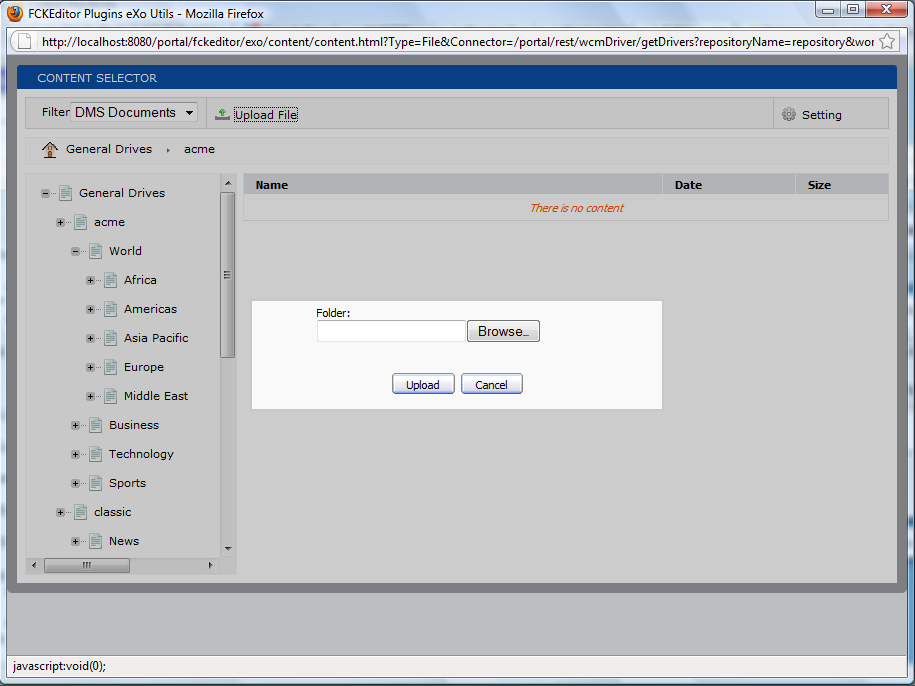 FCKEditor Plugins eXo Utils - Mozilla Firefox
http://localhost:8080/portal/fckeditor/exo/content/content.html?Type=File&Connector=/portal/rest/wcmDriver/getDrivers?repositoryName=repository&wor
CONTENT SELECTOR
Filter DMS Documents Upload File Setting
General Drives acme
Name Date Size
There is no content
General Drives
acme
World
Africa
Americas
Asia Pacific
Europe
Middle East
Business
Technology
Sports
classic
News
Folder:
Browse...
Upload Cancel
javascript:void(0);